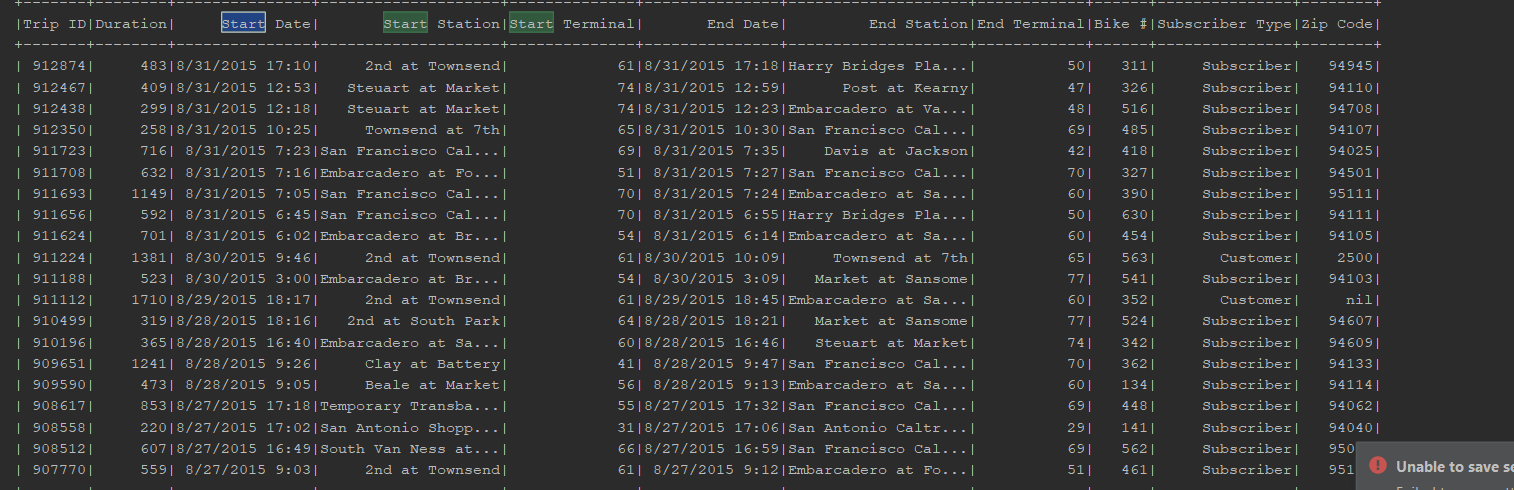 |Trip ID|Duration| Start Date| Start Station|Start Terminal| End Date| End Station|End Terminal|Bike #|Subscriber Type|Zip Code|
| 912874| 483|8/31/2015 17:10| 2nd at Townsend| 61|8/31/2015 17:18|Harry Bridges Pla...| 50| 311| Subscriber| 94945|
| 912467| 409|8/31/2015 12:53| Steuart at Market| 74|8/31/2015 12:59| Post at Kearny| 47| 326| Subscriber| 94110|
| 912438| 299|8/31/2015 12:18| Steuart at Market| 74|8/31/2015 12:23|Embarcadero at Va...| 48| 516| Subscriber| 94708|
| 912350| 258|8/31/2015 10:25| Townsend at 7th| 65|8/31/2015 10:30|San Francisco Cal...| 69| 485| Subscriber| 94107|
| 911723| 716| 8/31/2015 7:23|San Francisco Cal...| 69| 8/31/2015 7:35| Davis at Jackson| 42| 418| Subscriber| 94025|
| 911708| 632| 8/31/2015 7:16|Embarcadero at Fo...| 51| 8/31/2015 7:27|San Francisco Cal...| 70| 327| Subscriber| 94501|
| 911693| 1149| 8/31/2015 7:05|San Francisco Cal...| 70| 8/31/2015 7:24|Embarcadero at Sa...| 60| 390| Subscriber| 95111|
| 911656| 592| 8/31/2015 6:45|San Francisco Cal...| 70| 8/31/2015 6:55|Harry Bridges Pla...| 50| 630| Subscriber| 94111|
| 911624| 701| 8/31/2015 6:02|Embarcadero at Br...| 54| 8/31/2015 6:14|Embarcadero at Sa...| 60| 454| Subscriber| 94105|
| 911224| 1381| 8/30/2015 9:46| 2nd at Townsend| 61|8/30/2015 10:09| Townsend at 7th| 65| 563| Customer| 2500|
| 911188| 523| 8/30/2015 3:00|Embarcadero at Br...| 54| 8/30/2015 3:09| Market at Sansome| 77| 541| Subscriber| 94103|
| 911112| 1710|8/29/2015 18:17| 2nd at Townsend| 61|8/29/2015 18:45|Embarcadero at Sa...| 60| 352| Customer| nil|
| 910499| 319|8/28/2015 18:16| 2nd at South Park| 64|8/28/2015 18:21| Market at Sansome| 77| 524| Subscriber| 94607|
| 910196| 365|8/28/2015 16:40|Embarcadero at Sa...| 60|8/28/2015 16:46| Steuart at Market| 74| 342| Subscriber| 94609|
| 909651| 1241| 8/28/2015 9:26| Clay at Battery| 41| 8/28/2015 9:47|San Francisco Cal...| 70| 362| Subscriber| 94133|
| 909590| 473| 8/28/2015 9:05| Beale at Market| 56| 8/28/2015 9:13|Embarcadero at Sa...| 60| 134| Subscriber| 94114|
| 908617| 853|8/27/2015 17:18|Temporary Transba...| 55|8/27/2015 17:32|San Francisco Cal...| 69| 448| Subscriber| 94062|
| 908558| 220|8/27/2015 17:02|San Antonio Shopp...| 31|8/27/2015 17:06|San Antonio Caltr...| 29| 141| Subscriber| 94040|
| 908512| 607|8/27/2015 16:49|South Van Ness at...| 66|8/27/2015 16:59|San Francisco Cal...| 69| 562| Subscriber| 950
| 907770| 559| 8/27/2015 9:03| 2nd at Townsend| 61| 8/27/2015 9:12|Embarcadero at Fo...| 51| 461| Subscriber| 951
Unable to save se